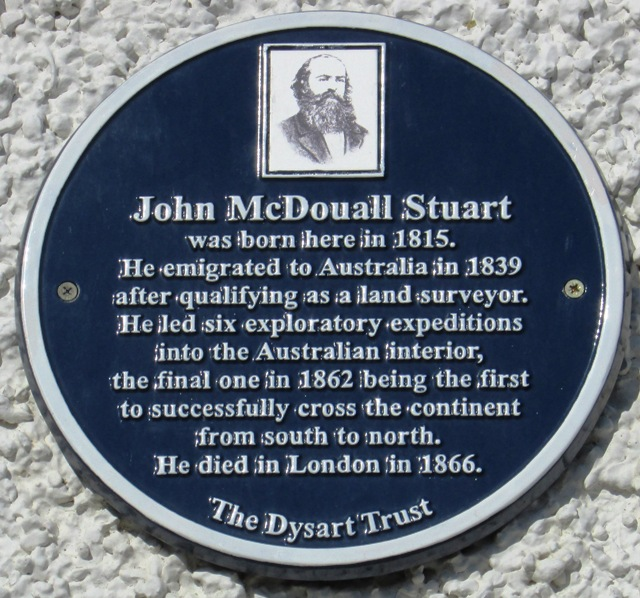 John McDouall Stuart
was born here in 1815.
He emigrated to Australia in 1839
after qualifying as a land surveyor.
He led six exploratory expeditions
into the Australian interior,
the final one in 1862 being the first
to successfully cross the continent
from south to north.
He died in London in 1866.
The Dysart Trust